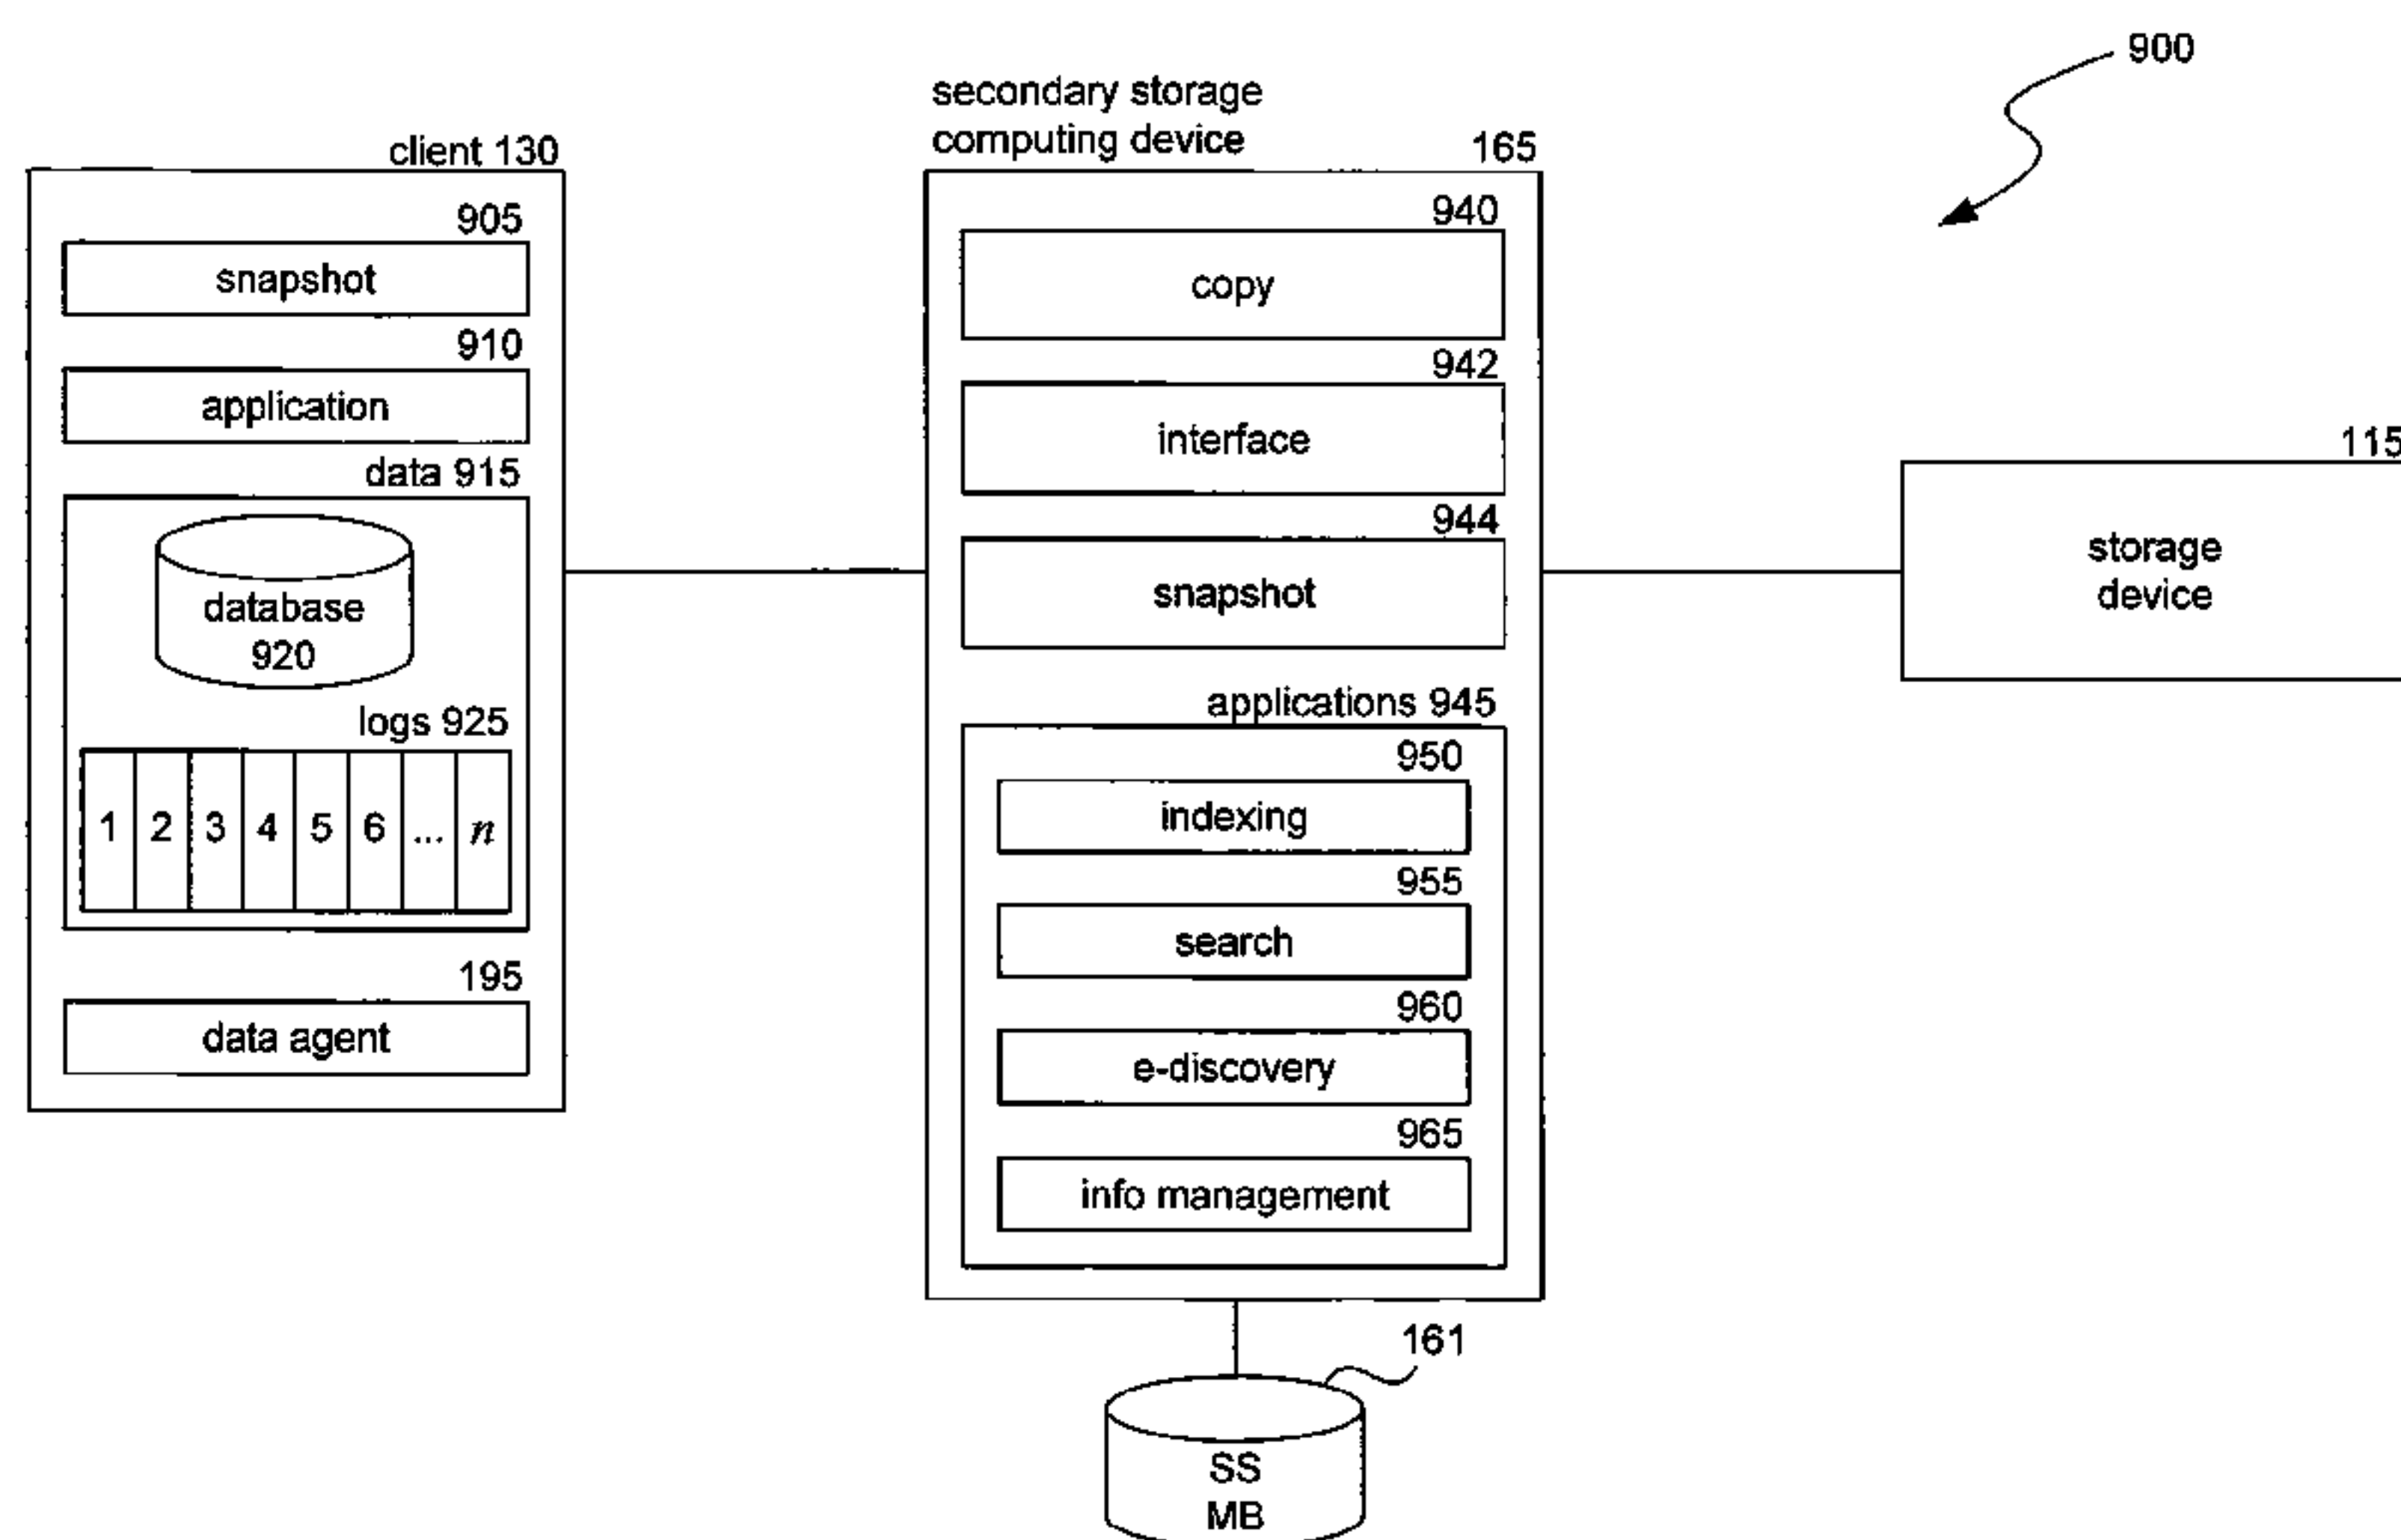 900
secondary storage
computing device 165
client 130
905
snapshot
910
application
data 915
database
920
logs 925
1 2 3 4 5 6 ... n
195
data agent
940
copy
942
interface
944
snapshot
applications 945
950
indexing
955
search
960
e-discovery
965
info management
115
storage
device
161
SS
MB